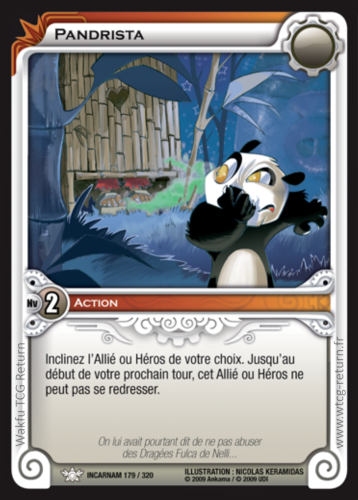 PANDRISTA
Nv 2 ACTION
Inclinez l'Allié ou Héros de votre choix. Jusqu'au
début de votre prochain tour, cet Allié ou Héros ne
peut pas se redresser.
On lui avait pourtant dit de ne pas abuser
des Dragées Fulca de Nelli...
INCARNAM 179 / 320
ILLUSTRATION : NICOLAS KERAMIDAS
© 2009 Ankama / © 2009 UDI
Wakfu TCG Return
www.wtcg-return.fr